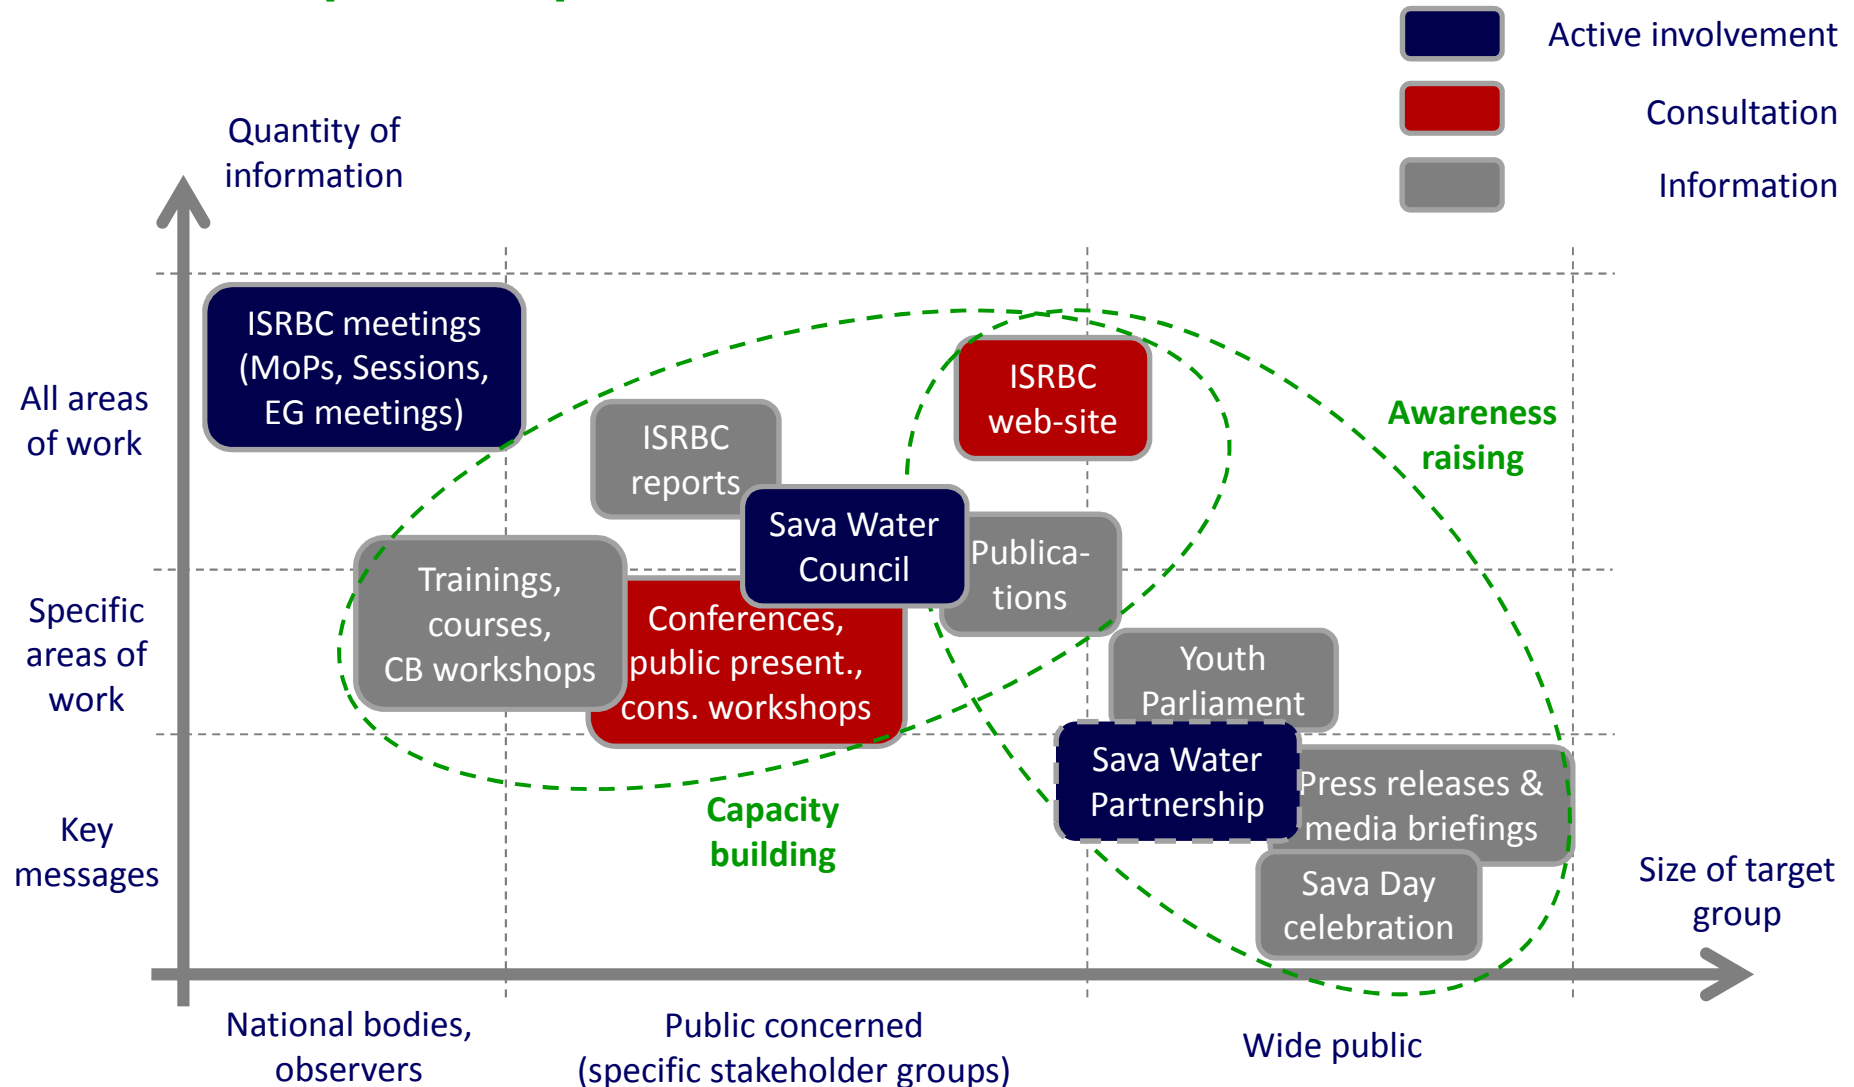 Active involvement
Consultation
Information
Quantity of
information
ISRBC meetings
(MoPs, Sessions,
EG meetings)
All areas
of work
ISRBC
reports
ISRBC
web-site
Awareness
raising
Sava Water
Council
Publica-
tions
Trainings,
courses,
CB workshops
Conferences,
public present.,
cons. workshops
Specific
areas of
work
Youth
Parliament
Sava Water
Partnership
Press releases &
media briefings
Capacity
building
Key
messages
Sava Day
celebration
Size of target
group
National bodies,
observers
Public concerned
(specific stakeholder groups)
Wide public